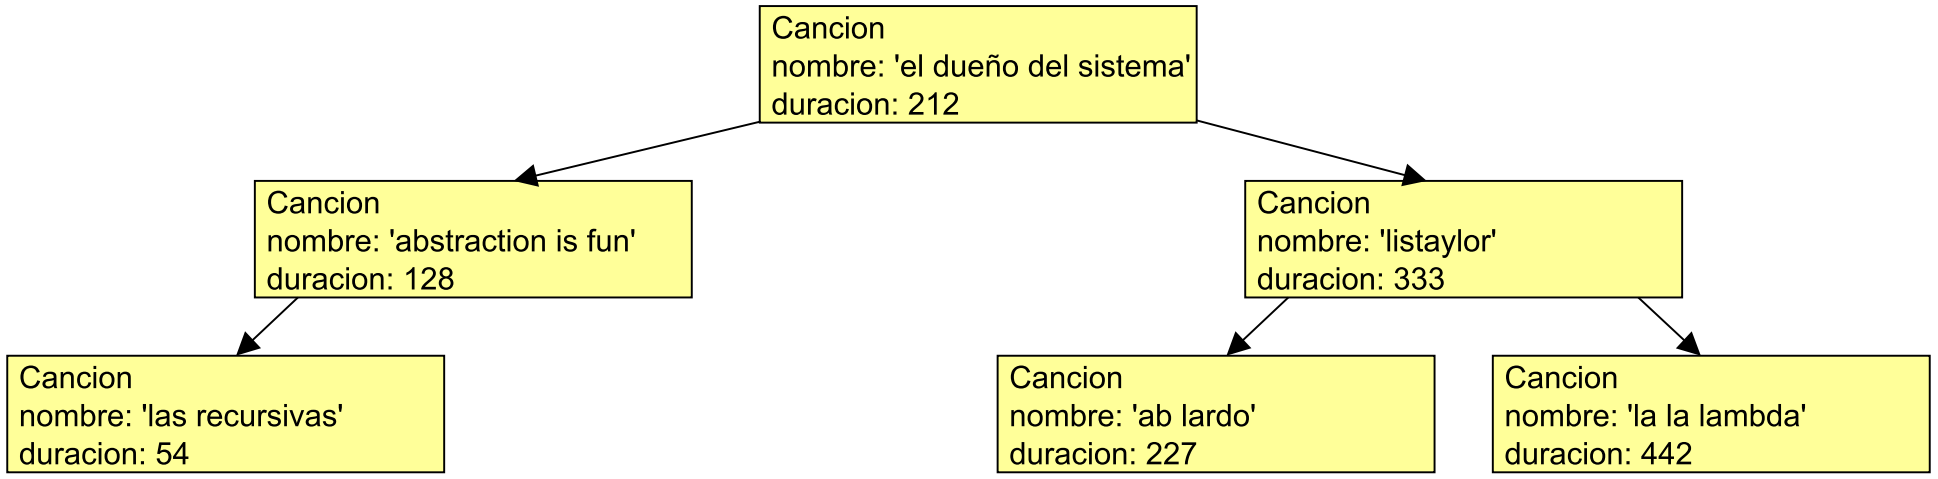 Cancion
nombre: 'el dueño del sistema'
duracion: 212
Cancion
nombre: 'abstraction is fun'
duracion: 128
Cancion
nombre: 'listaylor'
duracion: 333
Cancion
nombre: 'las recursivas'
duracion: 54
Cancion
nombre: 'ab lardo'
duracion: 227
Cancion
nombre: 'la la lambda'
duracion: 442